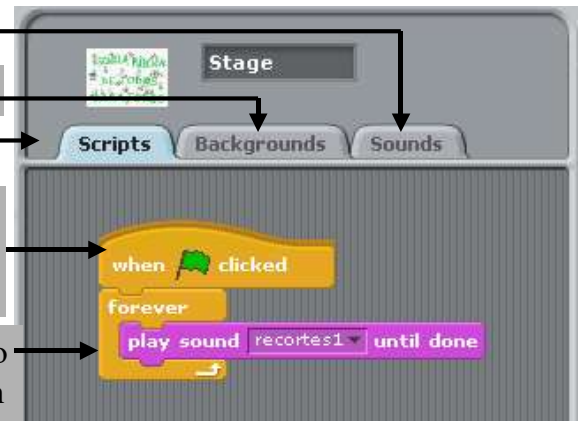 Stage
Scripts Backgrounds Sounds
when clicked
forever
play sound recortes1 until done